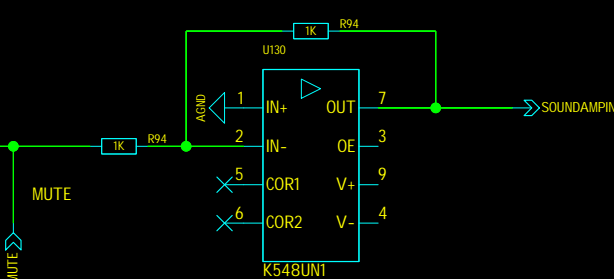 1K R94
U130
AGND 1 IN+ OUT 7 SOUNDAMPIN
1K R94 2 IN- OE 3
5 COR1 V+ 9
MUTE
6 COR2 V- 4
MUTE
K548UN1